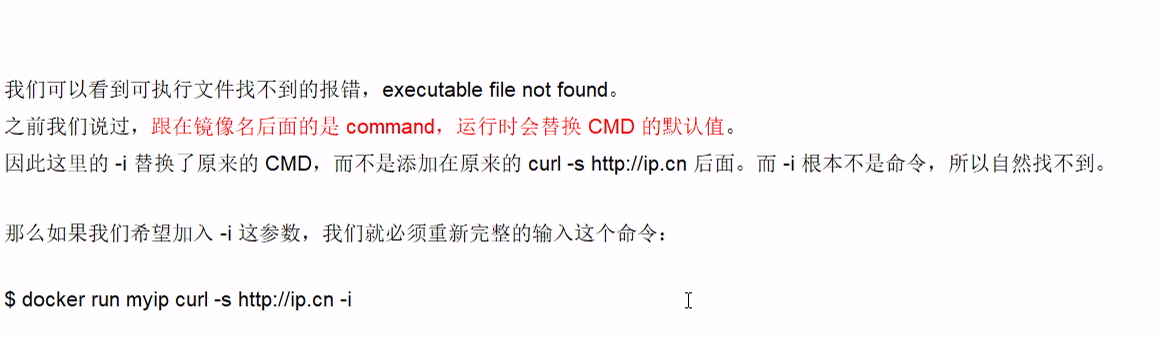 我们可以看到可执行文件找不到的报错，executable file not found。
之前我们说过，跟在镜像名后面的是 command，运行时会替换 CMD 的默认值。
因此这里的 -i 替换了原来的 CMD，而不是添加在原来的 curl -s http://ip.cn 后面。而 -i 根本不是命令，所以自然找不到。
那么如果我们希望加入 -i 这参数，我们就必须重新完整的输入这个命令：
$ docker run myip curl -s http://ip.cn -i